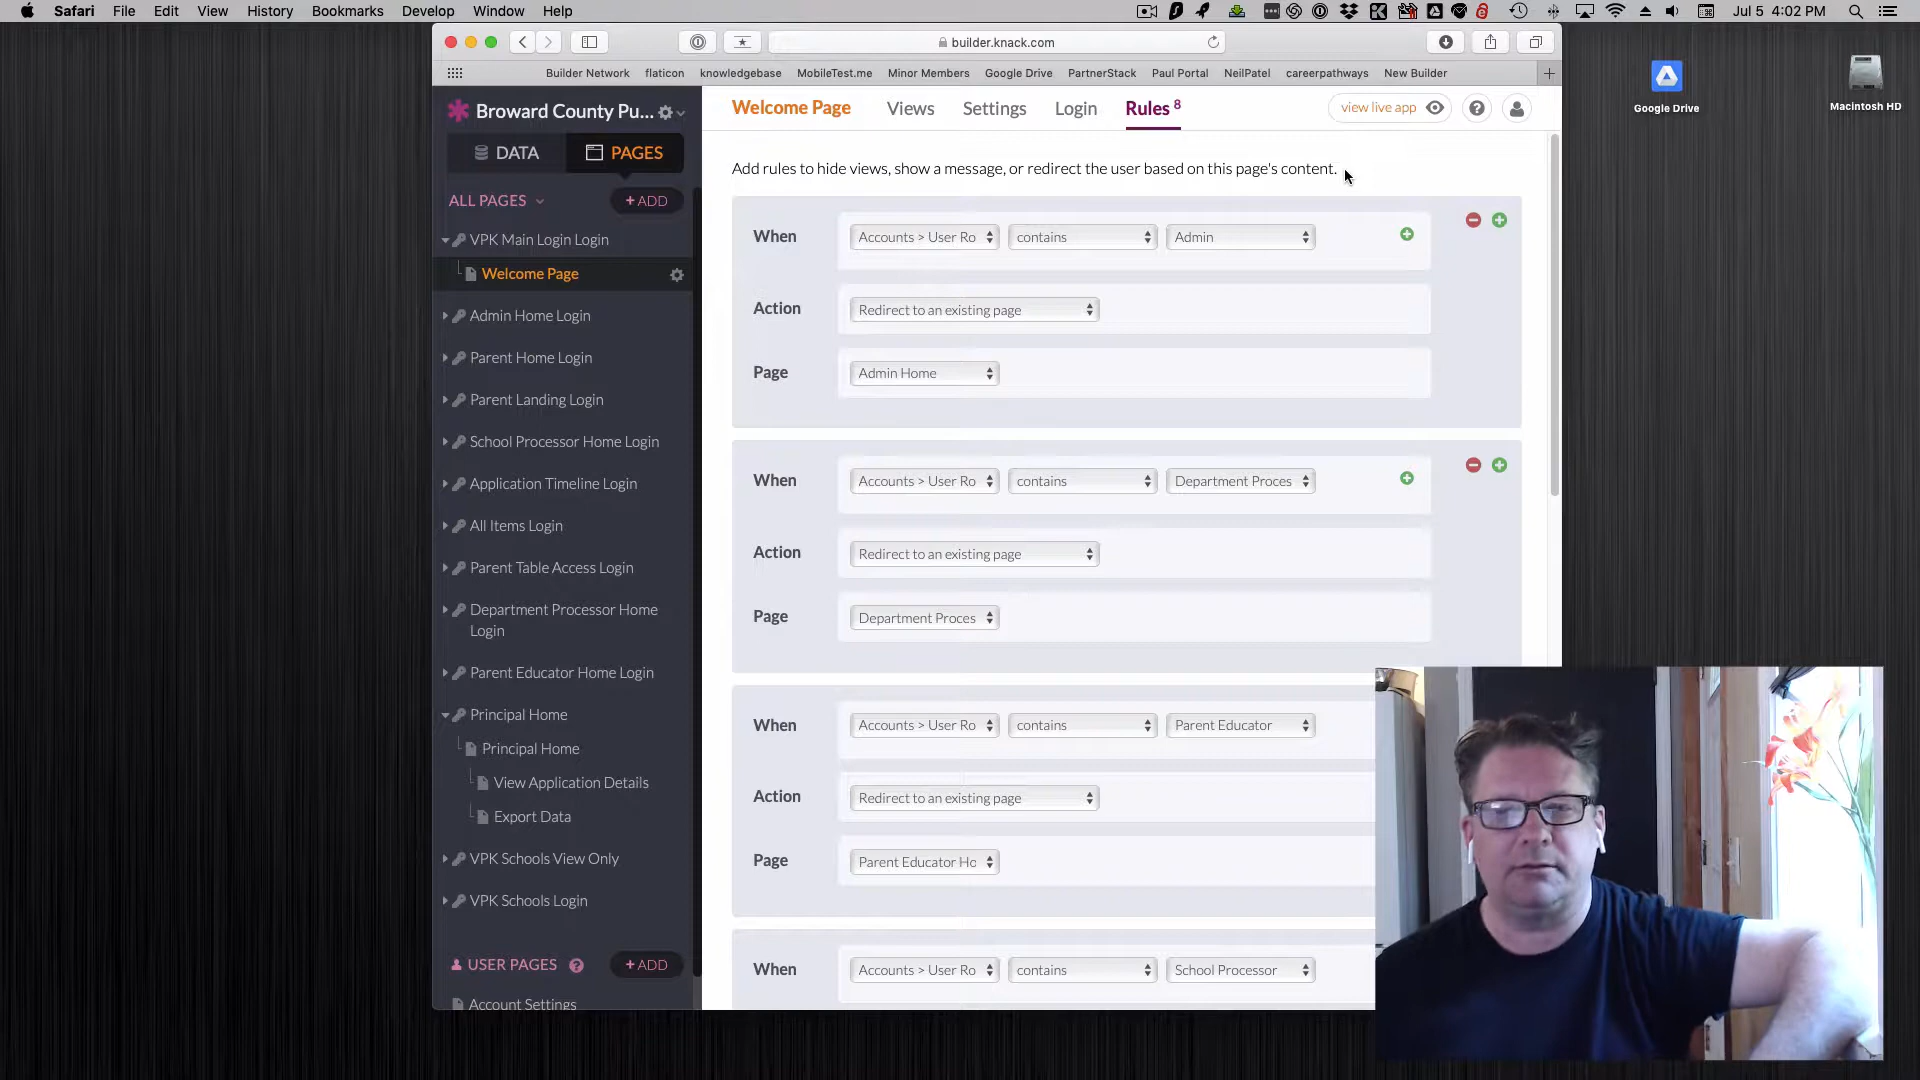 Safari File Edit View History Bookmarks Develop Window Help Jul 5 4:02 PM
builder.knack.com
Builder Network flaticon knowledgebase MobileTest.me Minor Members Google Drive PartnerStack Paul Portal NeilPatel careerpathways New Builder
Google Drive
Macintosh HD
Broward County Pu...
DATA PAGES
ALL PAGES + ADD
VPK Main Login Login
Welcome Page
Admin Home Login
Parent Home Login
Parent Landing Login
School Processor Home Login
Application Timeline Login
All Items Login
Parent Table Access Login
Department Processor Home
Login
Parent Educator Home Login
Principal Home
Principal Home
View Application Details
Export Data
VPK Schools View Only
VPK Schools Login
USER PAGES ? + ADD
Account Settings
Welcome Page Views Settings Login Rules 8 view live app ?
Add rules to hide views, show a message, or redirect the user based on this page's content.
When Accounts > User Ro contains Admin
Action Redirect to an existing page
Page Admin Home
When Accounts > User Ro contains Department Proces
Action Redirect to an existing page
Page Department Proces
When Accounts > User Ro contains Parent Educator
Action Redirect to an existing page
Page Parent Educator Hc
When Accounts > User Ro contains School Processor